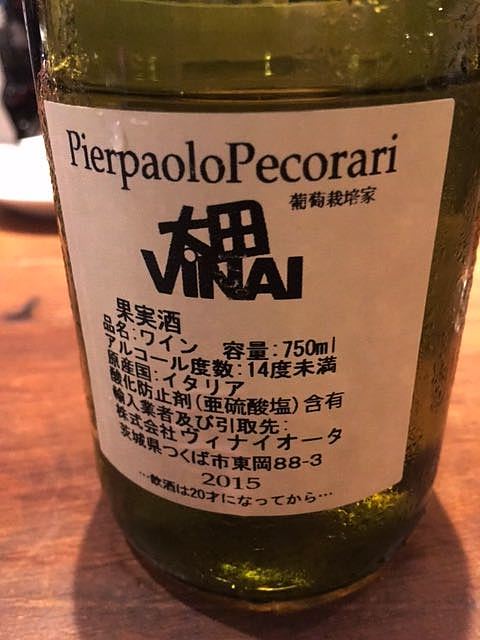 PierpaoloPecorari
葡萄栽培家
太田
VINAI
果実酒
品名:ワイン 容量:750ml
アルコール度数:14度未満
原産国:イタリア
酸化防止剤(亜硫酸塩)含有
輸入業者及び引取先:
株式会社ヴィナイオータ
茨城県つくば市東岡88-3
2015
…飲酒は20才になってから…